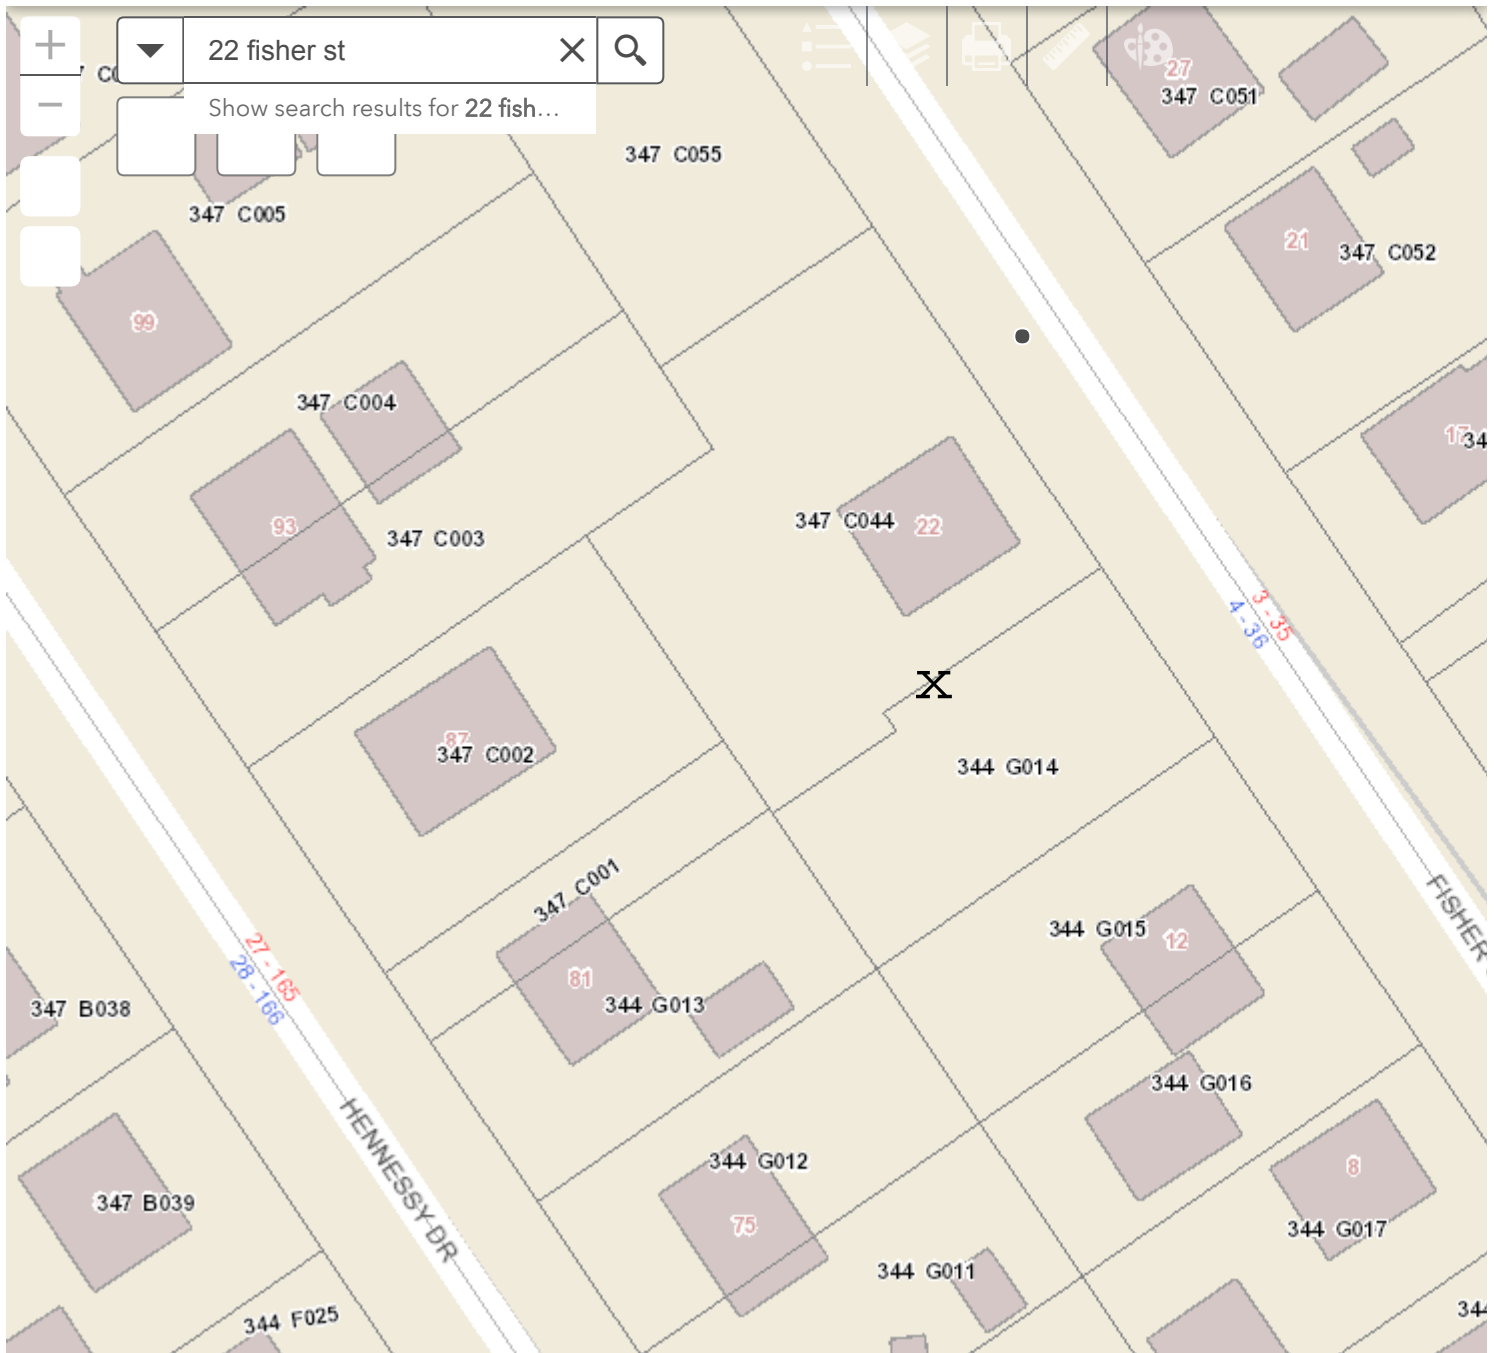 22 fisher st
Show search results for 22 fish…
27
347 C051
347 C055
347 C005
21
347 C052
99
347 C004
17
347 C044
22
93
347 C003
3 - 35
4 - 36
X
87
347 C002
344 G014
347 C001
FISHER
344 G015
12
27 - 165
28 - 166
81
344 G013
347 B038
344 G016
HENNESSY DR
344 G012
8
347 B039
75
344 G017
344 G011
344 F025